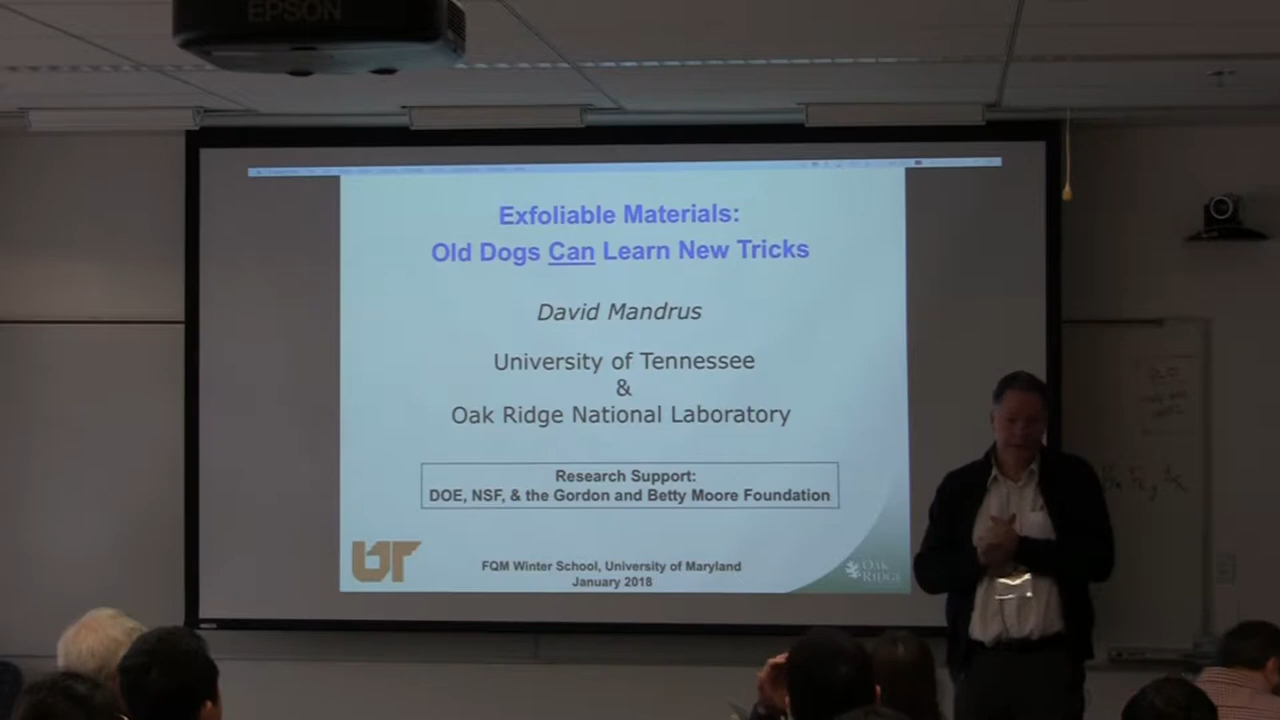 EPSON
Exfoliable Materials:
Old Dogs Can Learn New Tricks
David Mandrus
University of Tennessee
&
Oak Ridge National Laboratory
Research Support:
DOE, NSF, & the Gordon and Betty Moore Foundation
UT
FQM Winter School, University of Maryland
January 2018
OAK
RIDGE